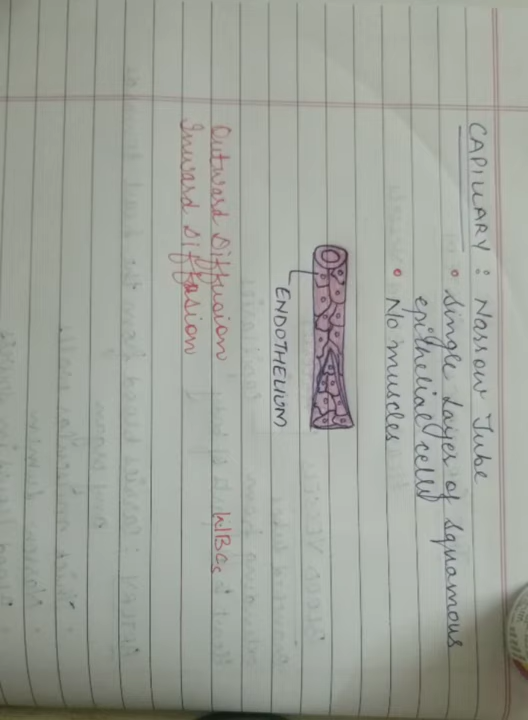 CAPILLARY : Narrow Tube
• Single layer of squamous
epithelial cells
• No muscles
ENDOTHELIUM
Outward Diffusion WBCs
Inward Diffusion